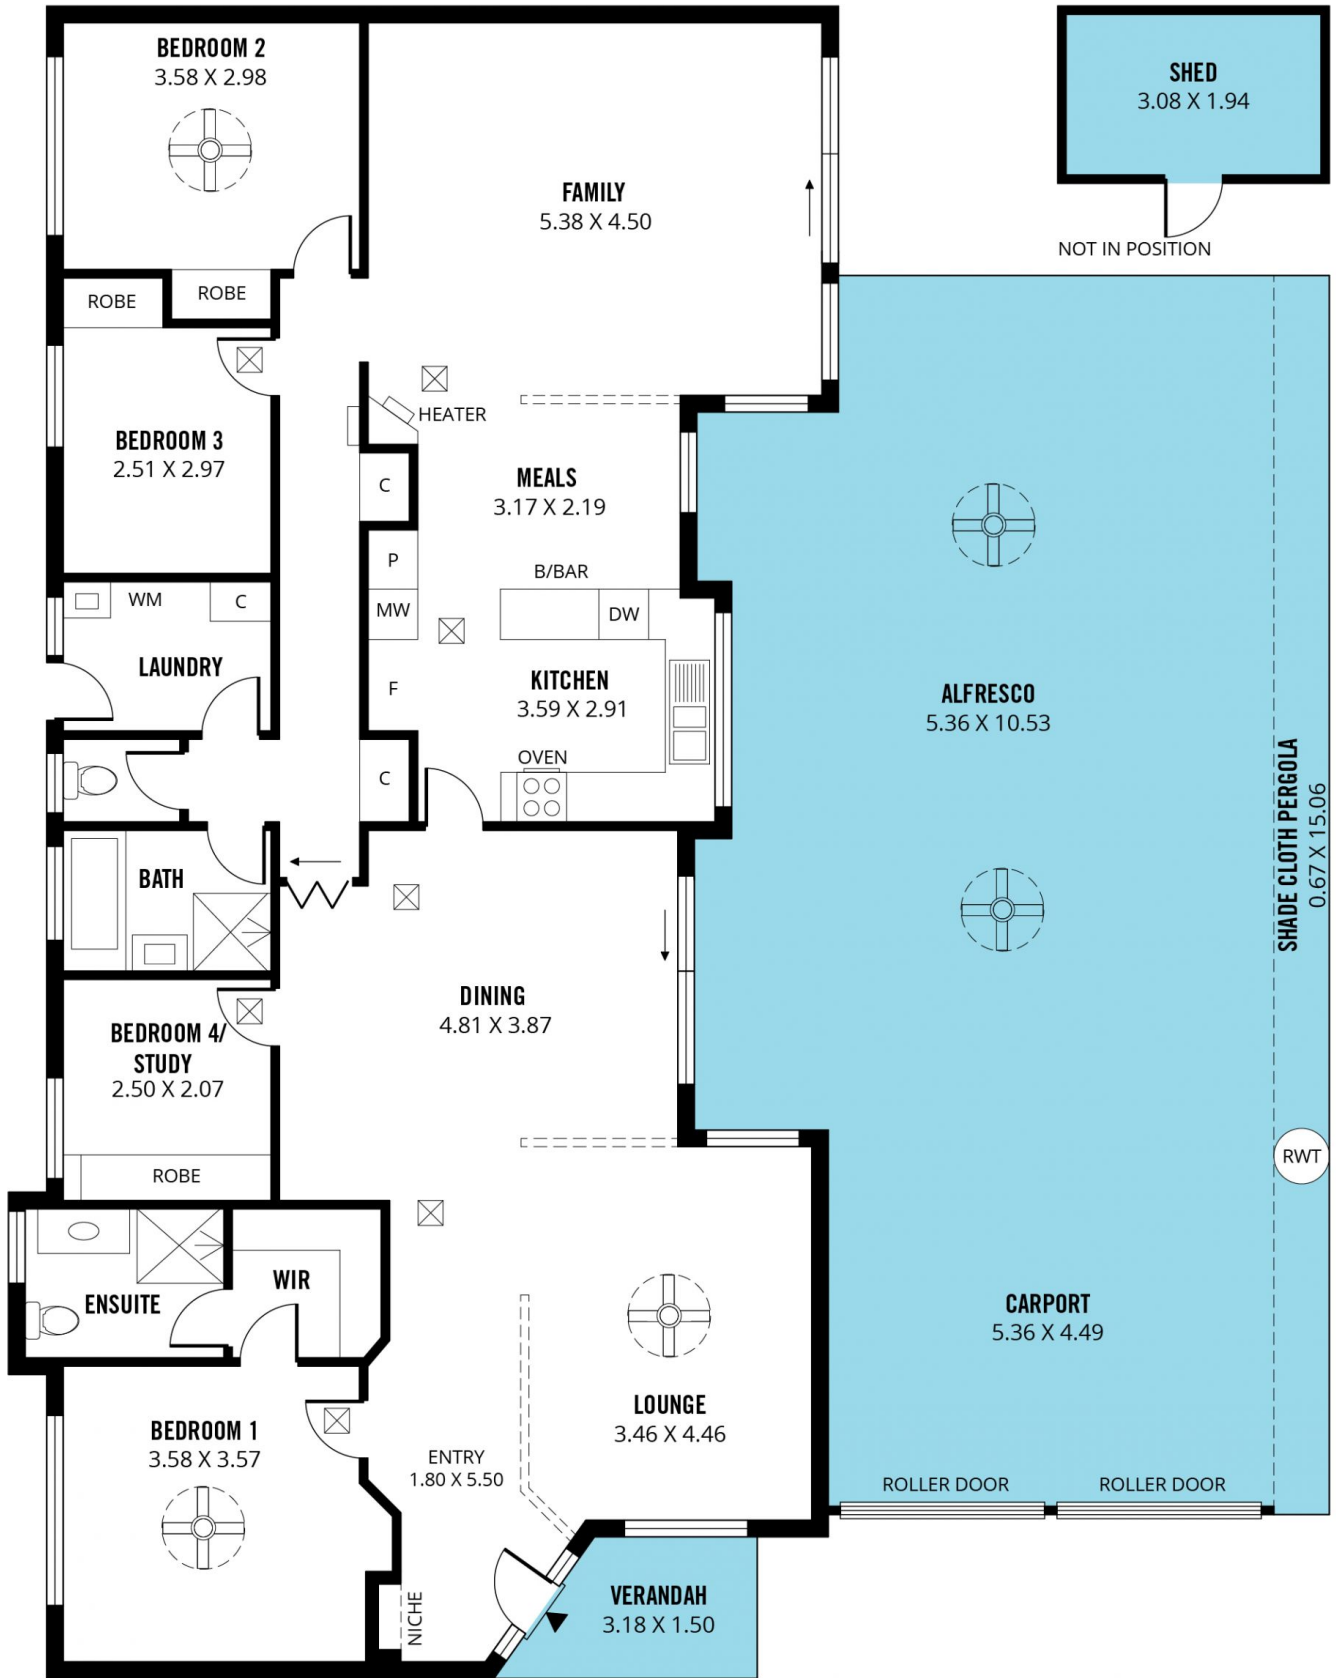 BEDROOM 2
3.58 X 2.98
SHED
3.08 X 1.94
NOT IN POSITION
FAMILY
5.38 X 4.50
ROBE
ROBE
HEATER
BEDROOM 3
2.51 X 2.97
C
MEALS
3.17 X 2.19
P
MW
F
B/BAR
DW
WM
C
LAUNDRY
KITCHEN
3.59 X 2.91
OVEN
C
ALFRESCO
5.36 X 10.53
SHADE CLOTH PERGOLA
0.67 X 15.06
BATH
DINING
4.81 X 3.87
BEDROOM 4/
STUDY
2.50 X 2.07
ROBE
RWT
WIR
ENSUITE
CARPORT
5.36 X 4.49
LOUNGE
3.46 X 4.46
BEDROOM 1
3.58 X 3.57
ENTRY
1.80 X 5.50
ROLLER DOOR
ROLLER DOOR
NICHE
VERANDAH
3.18 X 1.50